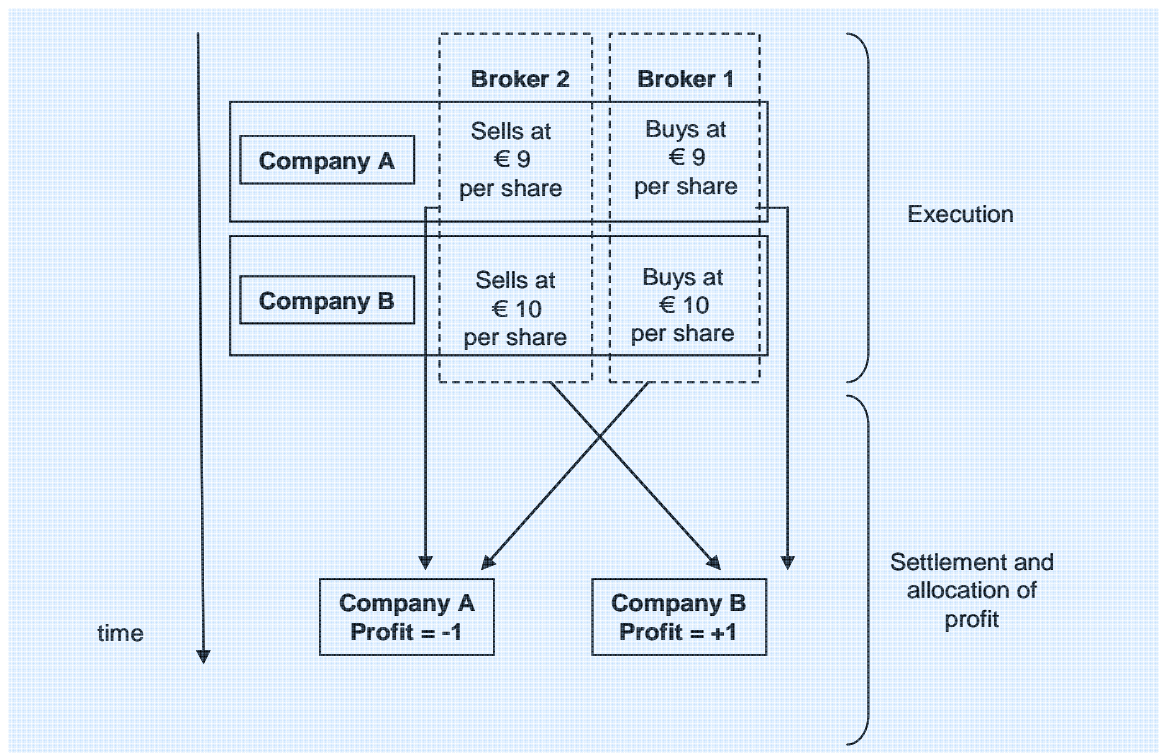 Broker 2
Broker 1
Company A
Sells at
€ 9
per share
Buys at
€ 9
per share
Execution
Company B
Sells at
€ 10
per share
Buys at
€ 10
per share
Settlement and
allocation of
profit
Company A
Profit = -1
Company B
Profit = +1
time